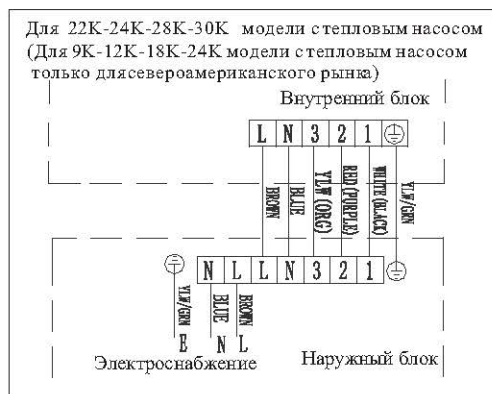 Для 22K-24K-28K-30K модели с тепловым насосом
(Для 9K-12K-18K-24K модели с тепловым насосом
только длясевероамериканского рынка)
Внутренний блок
L N 3 2 1
BROWN
BLUE
YLW (ORG)
RED (PURPLE)
WHITE (BLACK)
YLW/GRN
N L L N 3 2 1
YLW/GRN
BLUE
BROWN
E N L
Электроснабжение
Наружный блок